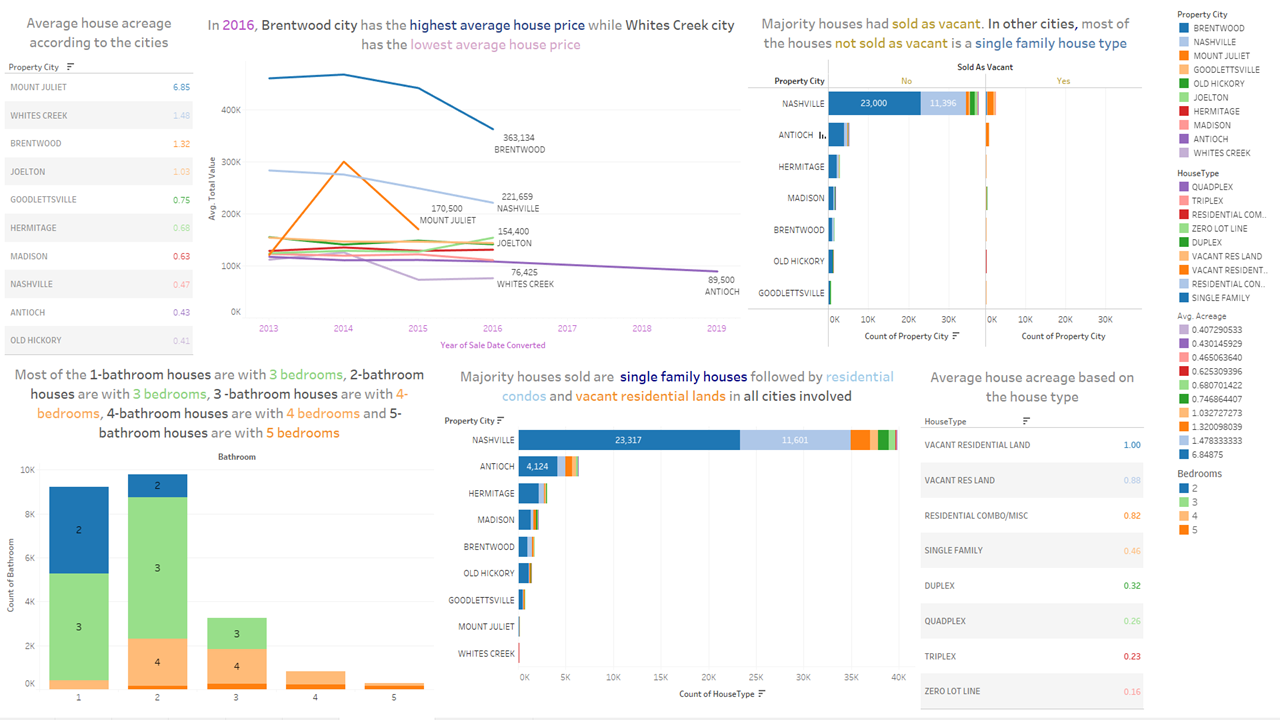 Average house acreage
according to the cities
Property City
MOUNT JULIET 6.85
WHITES CREEK 1.48
BRENTWOOD 1.32
JOELTON 1.03
GOODLETTSVILLE 0.75
HERMITAGE 0.68
MADISON 0.63
NASHVILLE 0.47
ANTIOCH 0.43
OLD HICKORY 0.41
In 2016, Brentwood city has the highest average house price while Whites Creek city
has the lowest average house price
Avg. Total Value
400K
300K
200K
100K
0K
363,134
BRENTWOOD
221,659
NASHVILLE
170,500
MOUNT JULIET
154,400
JOELTON
76,425
WHITES CREEK
89,500
ANTIOCH
2013 2014 2015 2016 2017 2018 2019
Year of Sale Date Converted
Majority houses had sold as vacant. In other cities, most of
the houses not sold as vacant is a single family house type
Sold As Vacant
Property City No Yes
NASHVILLE 23,000 11,396
ANTIOCH
HERMITAGE
MADISON
BRENTWOOD
OLD HICKORY
GOODLETTSVILLE
0K 10K 20K 30K 0K 10K 20K 30K
Count of Property City Count of Property City
Property City
BRENTWOOD
NASHVILLE
MOUNT JULIET
GOODLETTSVILLE
OLD HICKORY
JOELTON
HERMITAGE
MADISON
ANTIOCH
WHITES CREEK
HouseType
QUADPLEX
TRIPLEX
RESIDENTIAL COM..
ZERO LOT LINE
DUPLEX
VACANT RES LAND
VACANT RESIDENT..
RESIDENTIAL CON..
SINGLE FAMILY
Avg. Acreage
0.407290533
0.430145929
0.465063640
0.625309396
0.680701422
0.746864407
1.032727273
1.320098039
1.478333333
6.84875
Bedrooms
2
3
4
5
Most of the 1-bathroom houses are with 3 bedrooms, 2-bathroom
houses are with 3 bedrooms, 3 -bathroom houses are with 4-
bedrooms, 4-bathroom houses are with 4 bedrooms and 5-
bathroom houses are with 5 bedrooms
Bathroom
Count of Bathroom
10K
8K
6K
4K
2K
0K
2
3
2
3
4
3
4
1 2 3 4 5
Majority houses sold are single family houses followed by residential
condos and vacant residential lands in all cities involved
Property City
NASHVILLE 23,317 11,601
ANTIOCH 4,124
HERMITAGE
MADISON
BRENTWOOD
OLD HICKORY
GOODLETTSVILLE
MOUNT JULIET
WHITES CREEK
0K 5K 10K 15K 20K 25K 30K 35K 40K
Count of HouseType
Average house acreage based on
the house type
HouseType
VACANT RESIDENTIAL LAND 1.00
VACANT RES LAND 0.88
RESIDENTIAL COMBO/MISC 0.82
SINGLE FAMILY 0.46
DUPLEX 0.32
QUADPLEX 0.26
TRIPLEX 0.23
ZERO LOT LINE 0.16